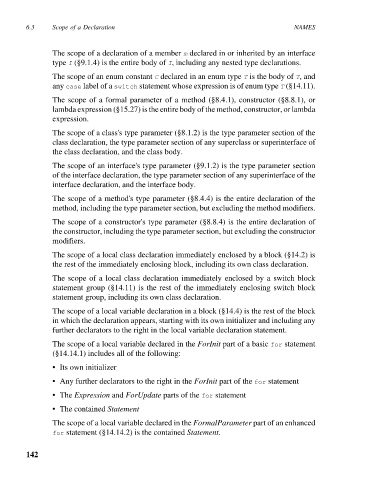 6.3 Scope of a Declaration NAMES
The scope of a declaration of a member m declared in or inherited by an interface
type I (§9.1.4) is the entire body of I, including any nested type declarations.
The scope of an enum constant C declared in an enum type T is the body of T, and
any case label of a switch statement whose expression is of enum type T (§14.11).
The scope of a formal parameter of a method (§8.4.1), constructor (§8.8.1), or
lambda expression (§15.27) is the entire body of the method, constructor, or lambda
expression.
The scope of a class's type parameter (§8.1.2) is the type parameter section of the
class declaration, the type parameter section of any superclass or superinterface of
the class declaration, and the class body.
The scope of an interface's type parameter (§9.1.2) is the type parameter section
of the interface declaration, the type parameter section of any superinterface of the
interface declaration, and the interface body.
The scope of a method's type parameter (§8.4.4) is the entire declaration of the
method, including the type parameter section, but excluding the method modifiers.
The scope of a constructor's type parameter (§8.8.4) is the entire declaration of
the constructor, including the type parameter section, but excluding the constructor
modifiers.
The scope of a local class declaration immediately enclosed by a block (§14.2) is
the rest of the immediately enclosing block, including its own class declaration.
The scope of a local class declaration immediately enclosed by a switch block
statement group (§14.11) is the rest of the immediately enclosing switch block
statement group, including its own class declaration.
The scope of a local variable declaration in a block (§14.4) is the rest of the block
in which the declaration appears, starting with its own initializer and including any
further declarators to the right in the local variable declaration statement.
The scope of a local variable declared in the ForInit part of a basic for statement
(§14.14.1) includes all of the following:
• Its own initializer
• Any further declarators to the right in the ForInit part of the for statement
• The Expression and ForUpdate parts of the for statement
• The contained Statement
The scope of a local variable declared in the FormalParameter part of an enhanced
for statement (§14.14.2) is the contained Statement.
142